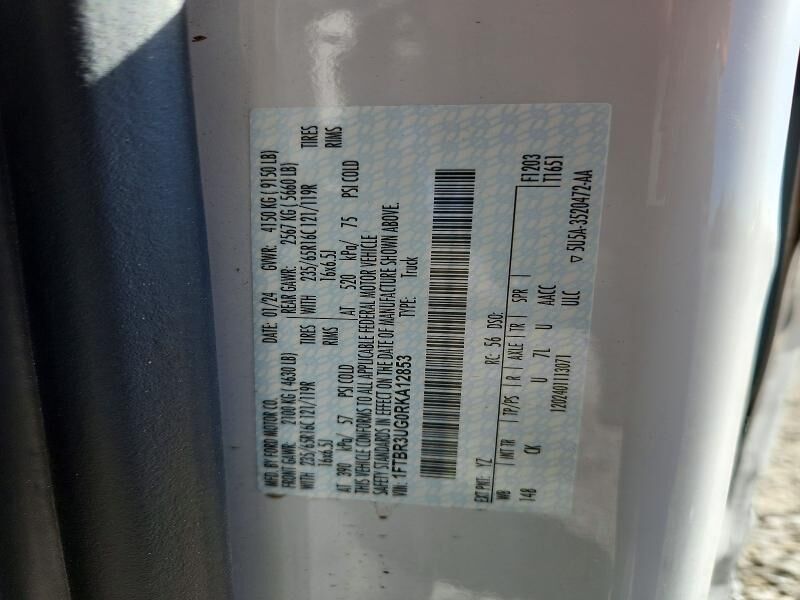 MFD. BY FORD MOTOR CO. DATE: 01/24 GVWR: 4150 KG ( 9150 LB)
FRONT GAWR: 2100 KG ( 4630 LB) REAR GAWR: 2567 KG ( 5660 LB)
WITH 235/65R16C 121/119R TIRES WITH 235/65R16C 121/119R TIRES
16x6.5J RIMS 16x6.5J RIMS
AT 390 kPa/ 57 PSI COLD AT 520 kPa/ 75 PSI COLD
THIS VEHICLE CONFORMS TO ALL APPLICABLE FEDERAL MOTOR VEHICLE
SAFETY STANDARDS IN EFFECT ON THE DATE OF MANUFACTURE SHOWN ABOVE.
VIN: 1FTBR3UG0RKA12853 TYPE: Truck
EXT PNT: YZ RC: 56 DSO: F1203
WB INT TR TP/PS R AXLE TR SPR T1651
148 CK U 7L U AACC
1202401113071 ULC
▽ 5U5A-3S20472-AA